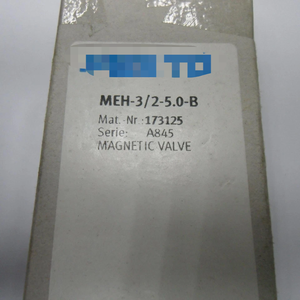 MEH-3/2-5.0-B
Mat.-Nr.:173125
Serie: A845
MAGNETIC VALVE